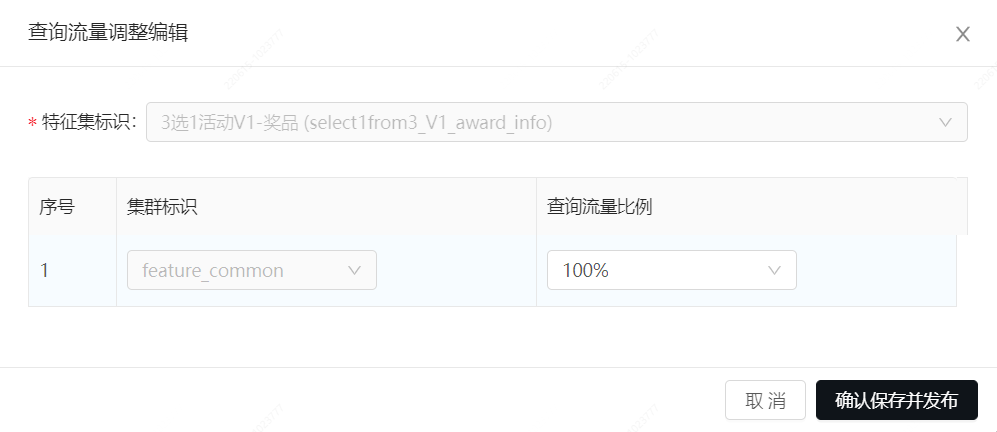 查询流量调整编辑
* 特征集标识: 3选1活动V1-奖品 (select1from3_V1_award_info)
序号 集群标识 查询流量比例
1 feature_common 100%
取 消 确认保存并发布